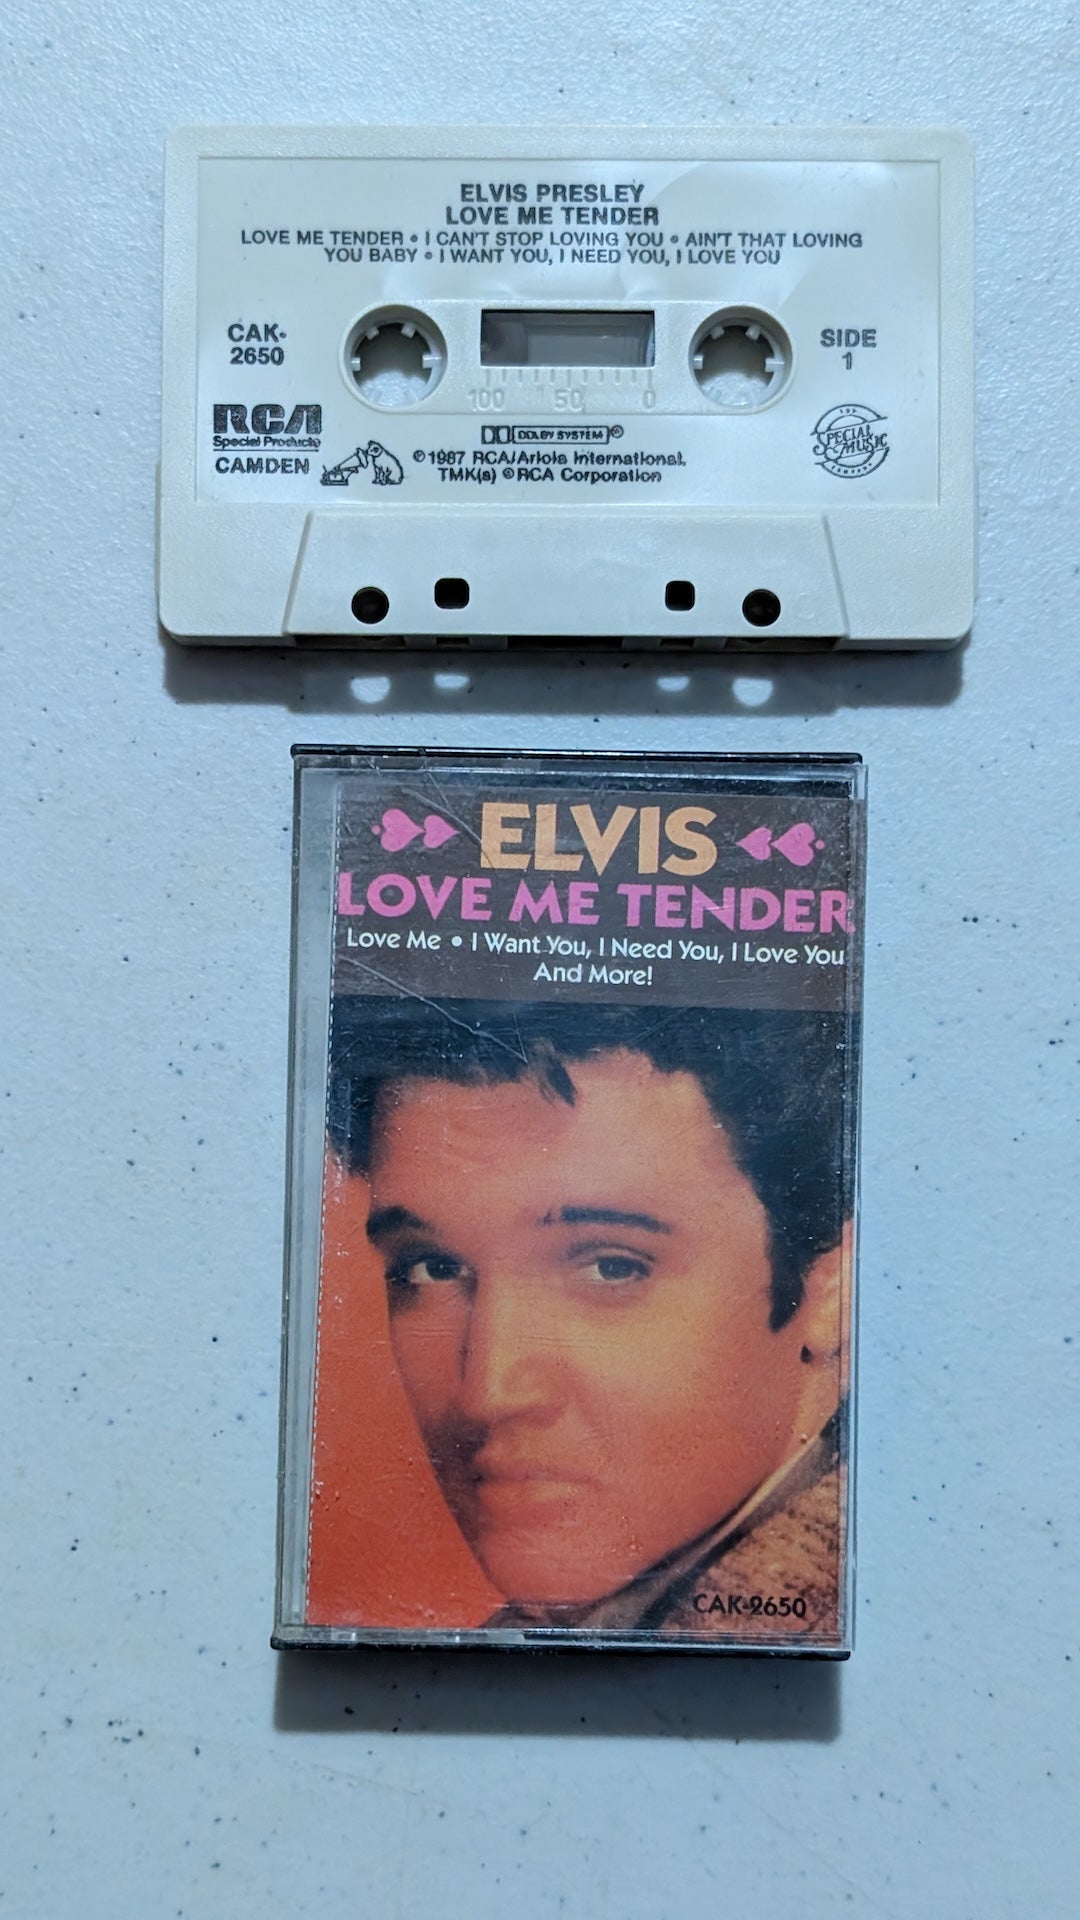 ELVIS PRESLEY
LOVE ME TENDER
LOVE ME TENDER • I CAN'T STOP LOVING YOU • AIN'T THAT LOVING
YOU BABY • I WANT YOU, I NEED YOU, I LOVE YOU
CAK-
2650
SIDE
1
100 50 0
RCA
Special Products
CAMDEN
DOLBY SYSTEM ®
℗ 1987 RCA/Ariola International.
TMK(s) ® RCA Corporation
THE
SPECIAL
MUSIC
COMPANY
ELVIS
LOVE ME TENDER
Love Me • I Want You, I Need You, I Love You
And More!
CAK-2650